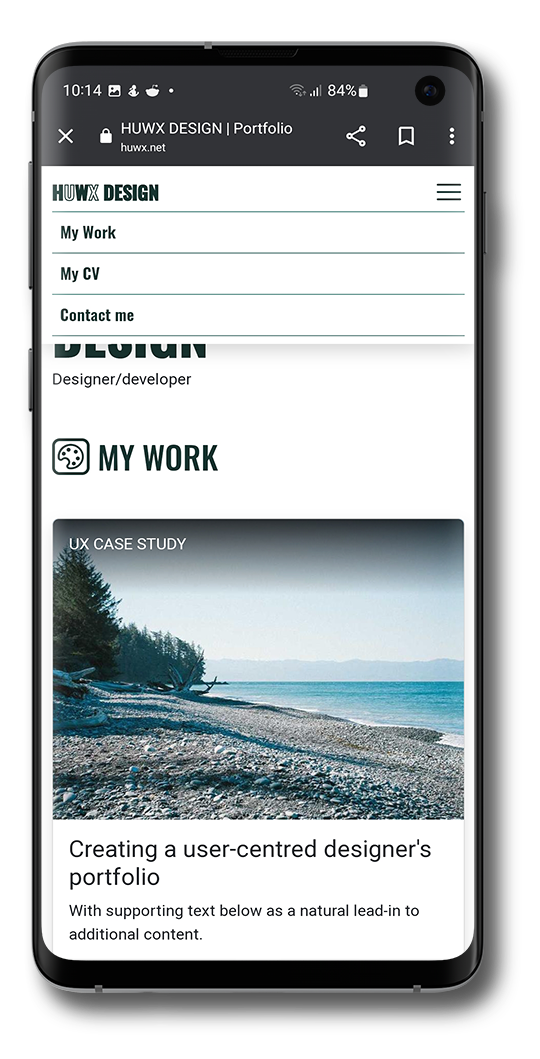 10:14
84%
HUWX DESIGN | Portfolio
huwx.net
HUWX DESIGN
My Work
My CV
Contact me
DESIGN
Designer/developer
MY WORK
UX CASE STUDY
Creating a user-centred designer's
portfolio
With supporting text below as a natural lead-in to
additional content.